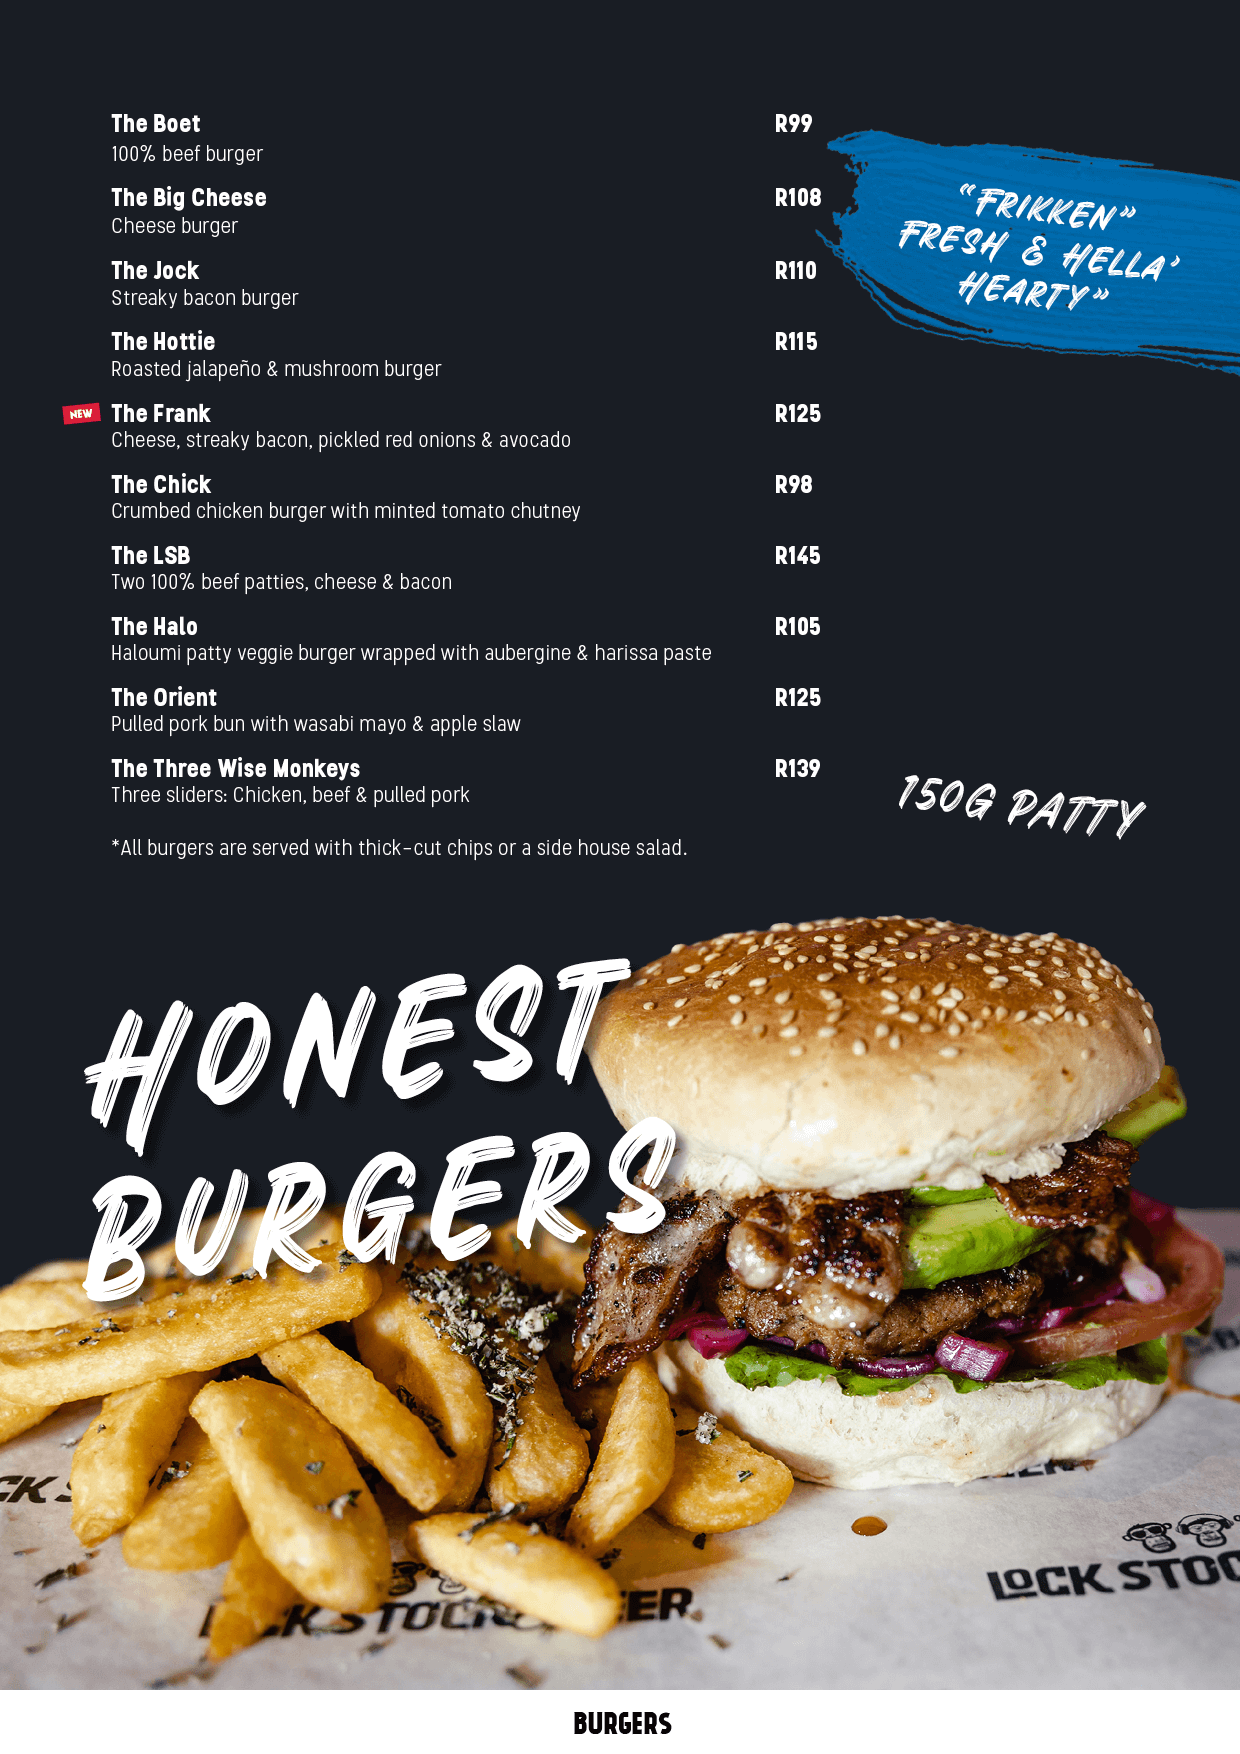 The Boet R99
100% beef burger
The Big Cheese R108
Cheese burger
The Jock R110
Streaky bacon burger
The Hottie R115
Roasted jalapeño & mushroom burger
NEW The Frank R125
Cheese, streaky bacon, pickled red onions & avocado
The Chick R98
Crumbed chicken burger with minted tomato chutney
The LSB R145
Two 100% beef patties, cheese & bacon
The Halo R105
Haloumi patty veggie burger wrapped with aubergine & harissa paste
The Orient R125
Pulled pork bun with wasabi mayo & apple slaw
The Three Wise Monkeys R139
Three sliders: Chicken, beef & pulled pork
*All burgers are served with thick-cut chips or a side house salad.
“FRIKKEN”
FRESH & HELLA’
HEARTY”
150G PATTY
HONEST
BURGERS
LOCK STOC
BURGERS